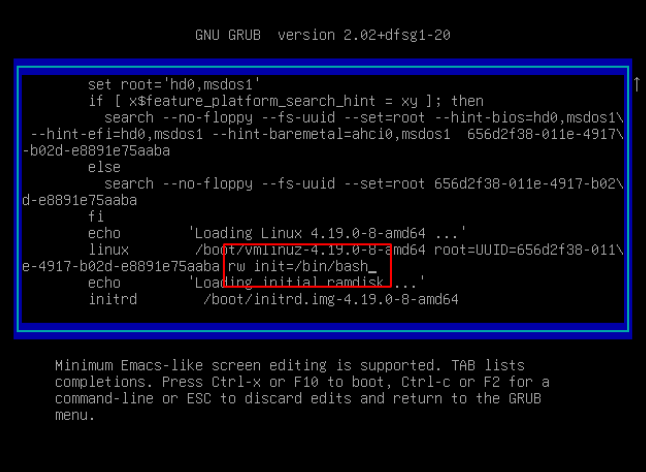 GNU GRUB  version 2.02+dfsg1-20
set root='hd0,msdos1'
if [ x$feature_platform_search_hint = xy ]; then
search --no-floppy --fs-uuid --set=root --hint-bios=hd0,msdos1\
--hint-efi=hd0,msdos1 --hint-baremetal=ahci0,msdos1  656d2f38-011e-4917\
-b02d-e8891e75aaba
else
search --no-floppy --fs-uuid --set=root 656d2f38-011e-4917-b02\
d-e8891e75aaba
fi
echo        'Loading Linux 4.19.0-8-amd64 ...'
linux        /boot/vmlinuz-4.19.0-8-amd64 root=UUID=656d2f38-011\
e-4917-b02d-e8891e75aaba rw init=/bin/bash_
echo        'Loading initial ramdisk ...'
initrd        /boot/initrd.img-4.19.0-8-amd64
Minimum Emacs-like screen editing is supported. TAB lists
completions. Press Ctrl-x or F10 to boot, Ctrl-c or F2 for a
command-line or ESC to discard edits and return to the GRUB
menu.